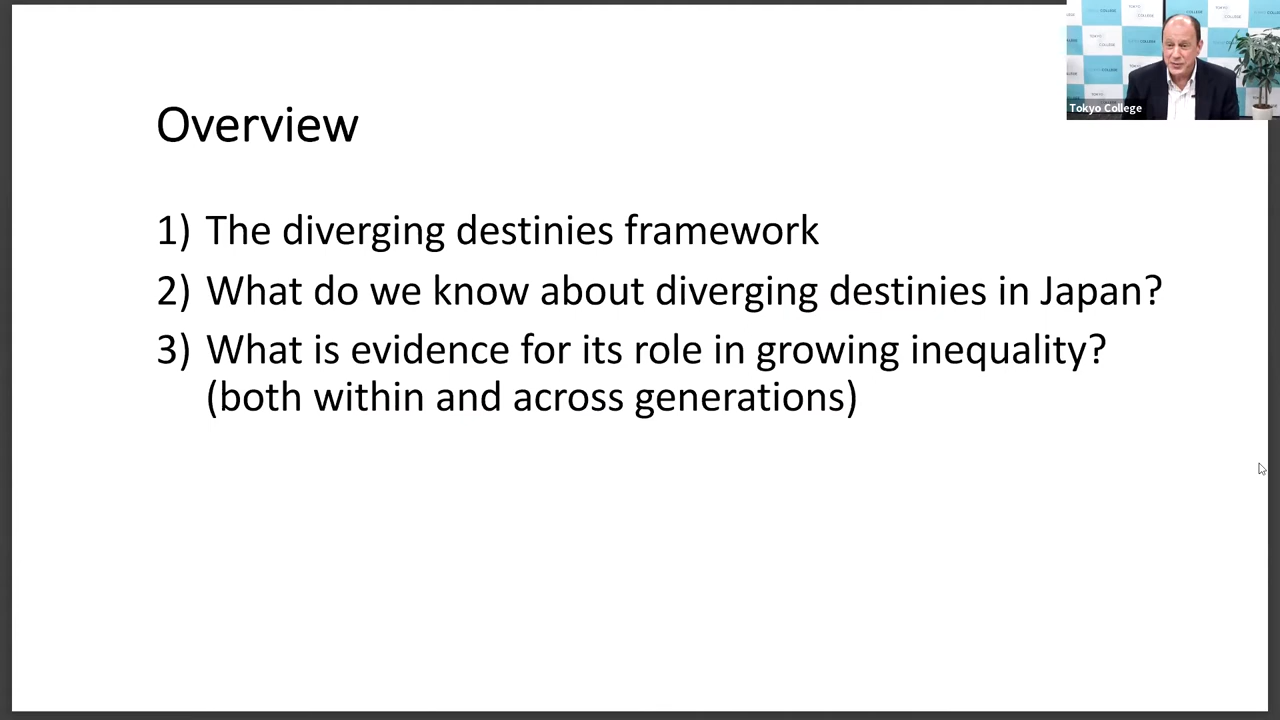 Overview
1) The diverging destinies framework
2) What do we know about diverging destinies in Japan?
3) What is evidence for its role in growing inequality?
(both within and across generations)
Tokyo College